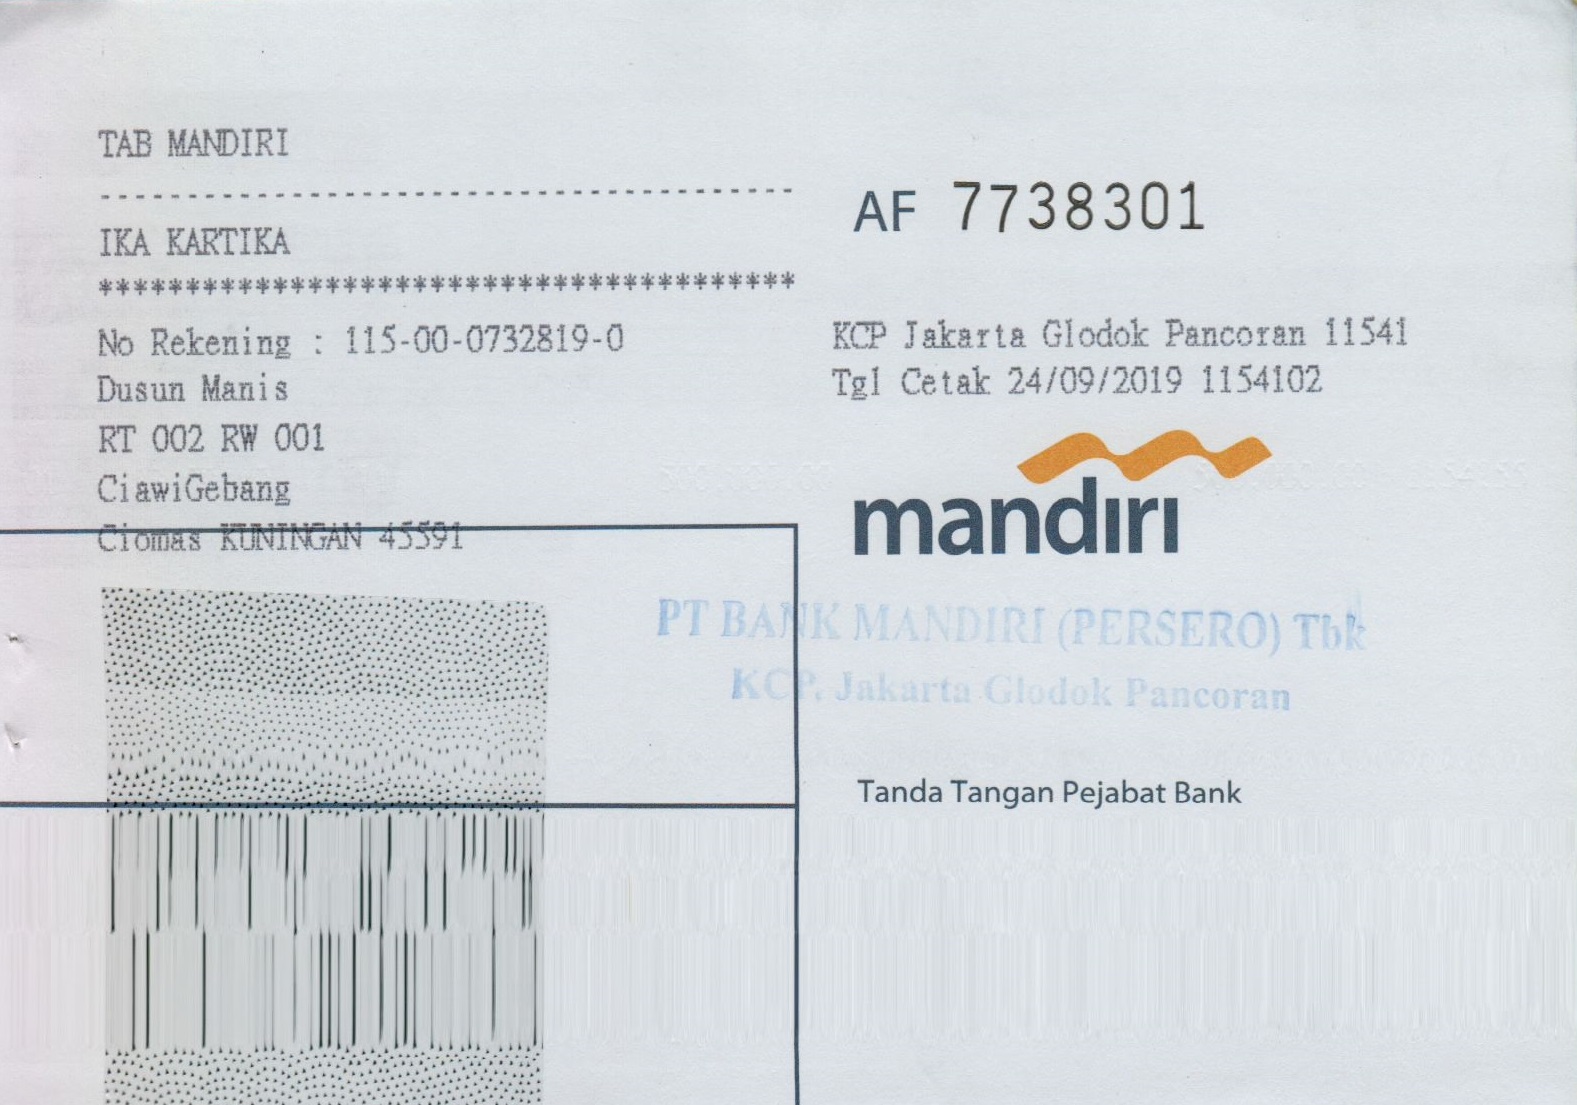 TAB MANDIRI
----------------------------------------
IKA KARTIKA
****************************************
No Rekening : 115-00-0732819-0
Dusun Manis
RT 002 RW 001
CiawiGebang
Ciomas KUNINGAN 45591
AF 7738301
KCP Jakarta Glodok Pancoran 11541
Tgl Cetak 24/09/2019 1154102
mandırı
PT BANK MANDIRI (PERSERO) Tbk
KCP. Jakarta Glodok Pancoran
Tanda Tangan Pejabat Bank